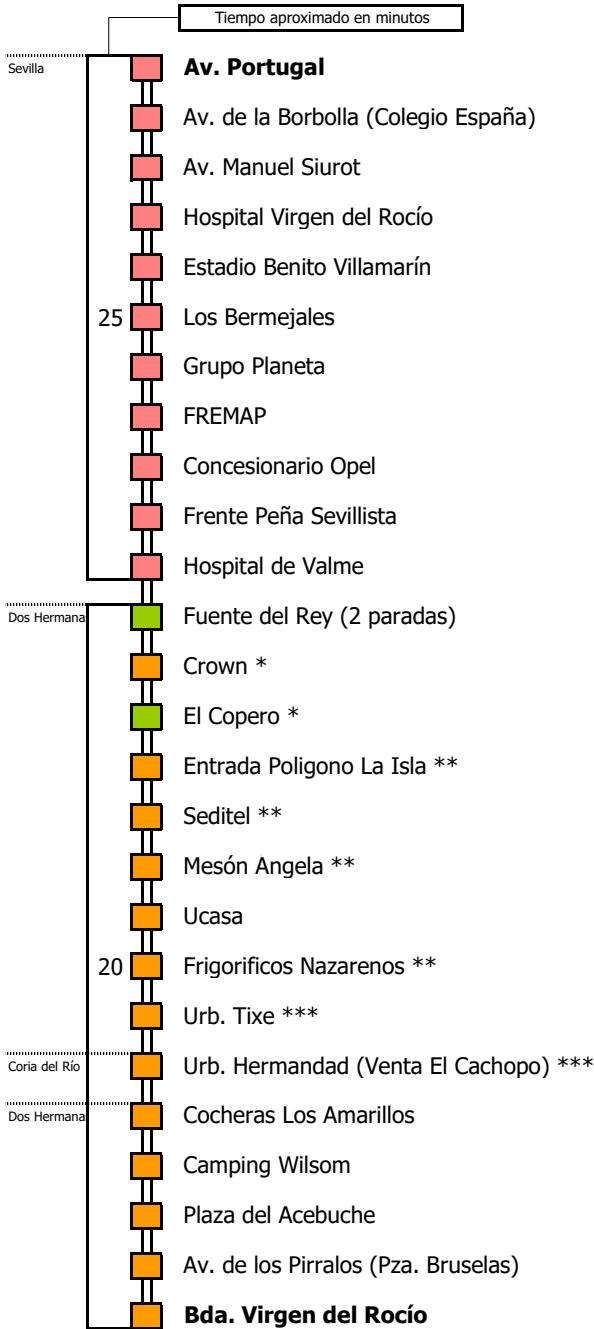 Tiempo aproximado en minutos
Sevilla
Av. Portugal
Av. de la Borbolla (Colegio España)
Av. Manuel Siurot
Hospital Virgen del Rocío
Estadio Benito Villamarín
25 Los Bermejales
Grupo Planeta
FREMAP
Concesionario Opel
Frente Peña Sevillista
Hospital de Valme
Dos Hermana Fuente del Rey (2 paradas)
Crown *
El Copero *
Entrada Poligono La Isla **
Seditel **
Mesón Angela **
Ucasa
20 Frigorificos Nazarenos **
Urb. Tixe ***
Coria del Río Urb. Hermandad (Venta El Cachopo) ***
Dos Hermana Cocheras Los Amarillos
Camping Wilsom
Plaza del Acebuche
Av. de los Pirralos (Pza. Bruselas)
Bda. Virgen del Rocío